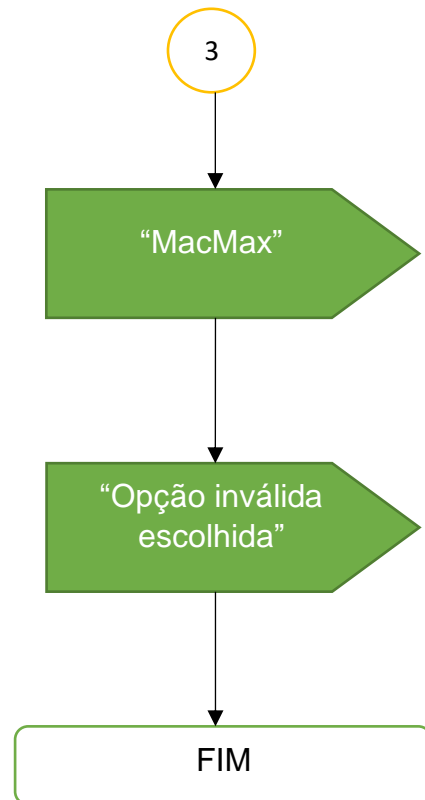 3
“MacMax”
“Opção inválida
escolhida”
FIM